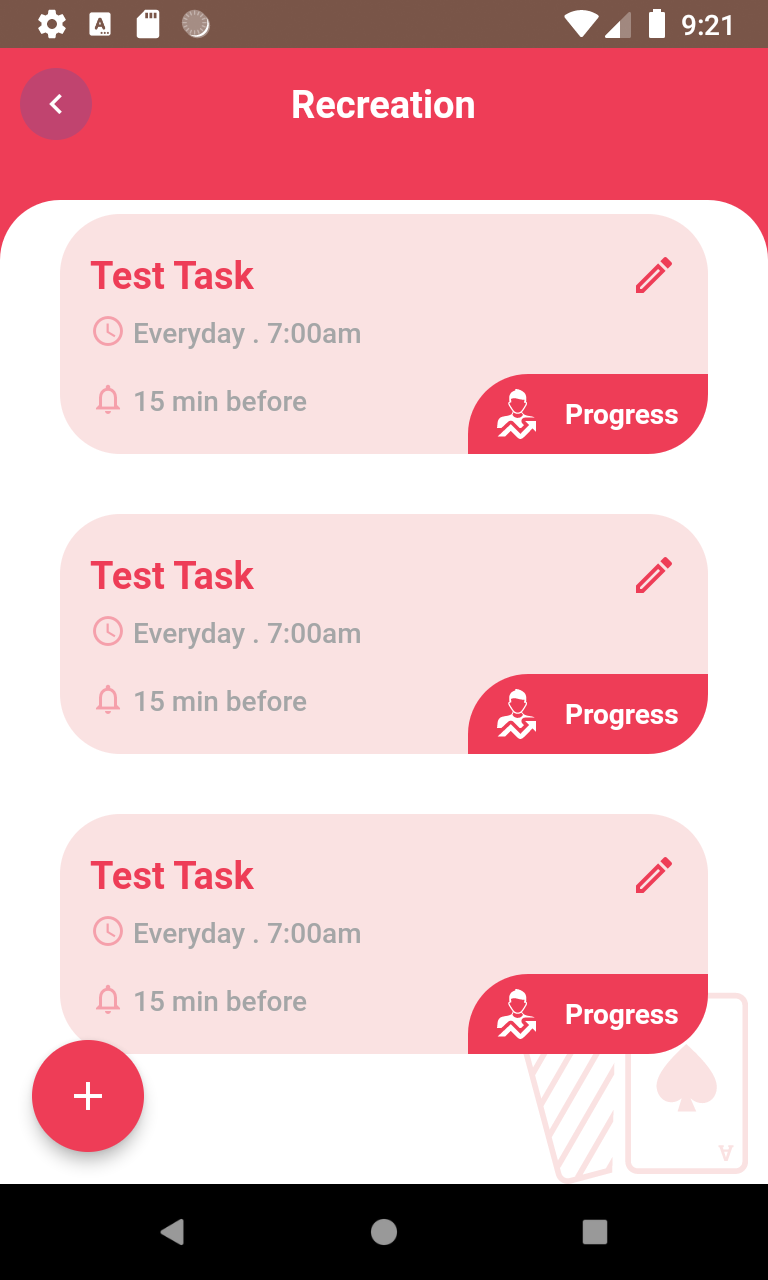 9:21
Recreation
Test Task
Everyday . 7:00am
15 min before
Progress
Test Task
Everyday . 7:00am
15 min before
Progress
Test Task
Everyday . 7:00am
15 min before
Progress
A